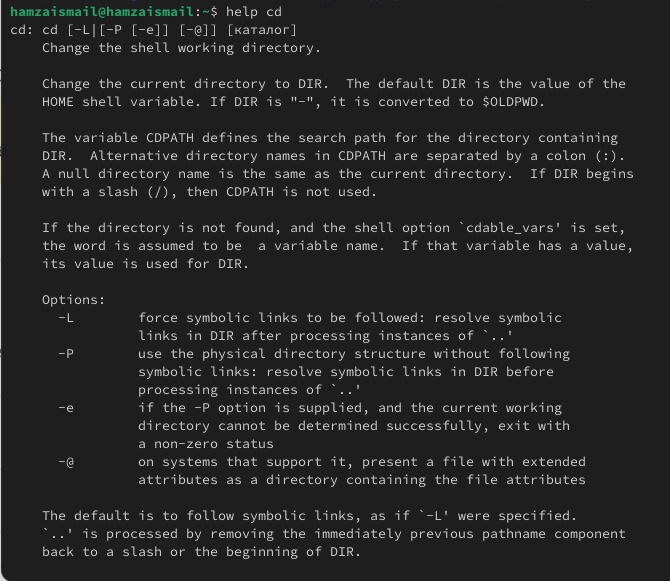 hamzaismail@hamzaismail:~$ help cd
cd: cd [-L|[-P [-e]] [-@]] [каталог]
    Change the shell working directory.

    Change the current directory to DIR.  The default DIR is the value of the
    HOME shell variable. If DIR is "-", it is converted to $OLDPWD.

    The variable CDPATH defines the search path for the directory containing
    DIR.  Alternative directory names in CDPATH are separated by a colon (:).
    A null directory name is the same as the current directory.  If DIR begins
    with a slash (/), then CDPATH is not used.

    If the directory is not found, and the shell option `cdable_vars' is set,
    the word is assumed to be  a variable name.  If that variable has a value,
    its value is used for DIR.

    Options:
      -L        force symbolic links to be followed: resolve symbolic
                links in DIR after processing instances of `..'
      -P        use the physical directory structure without following
                symbolic links: resolve symbolic links in DIR before
                processing instances of `..'
      -e        if the -P option is supplied, and the current working
                directory cannot be determined successfully, exit with
                a non-zero status
      -@        on systems that support it, present a file with extended
                attributes as a directory containing the file attributes

    The default is to follow symbolic links, as if `-L' were specified.
    `..' is processed by removing the immediately previous pathname component
    back to a slash or the beginning of DIR.